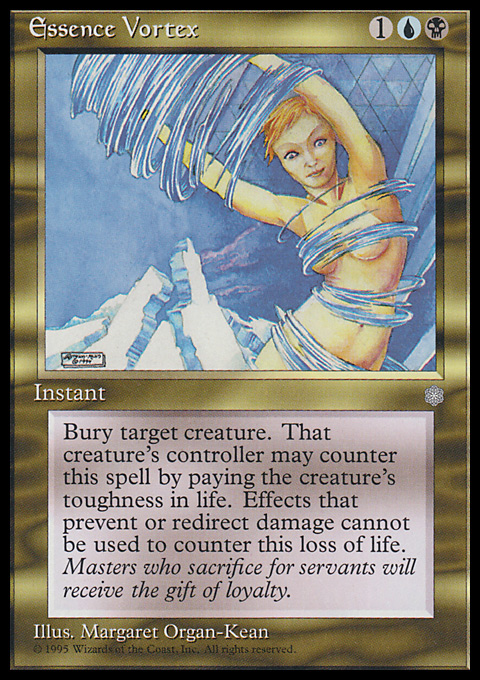 Essence Vortex
1
Instant
Bury target creature. That
creature's controller may counter
this spell by paying the creature's
toughness in life. Effects that
prevent or redirect damage cannot
be used to counter this loss of life.
Masters who sacrifice for servants will
receive the gift of loyalty.
Illus. Margaret Organ-Kean
© 1995 Wizards of the Coast, Inc. All rights reserved.